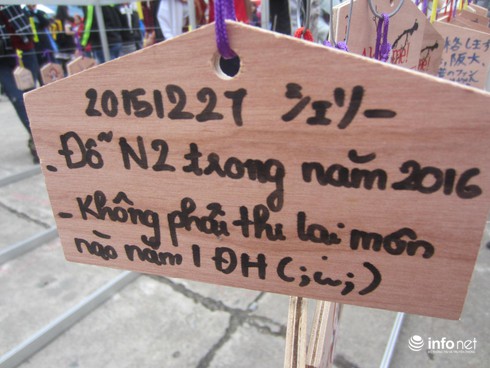 20151227 シェリー
- Đỗ N2 trong năm 2016
- Không phải thi lại môn
nào năm 1 ĐH (;ω;)
infonet